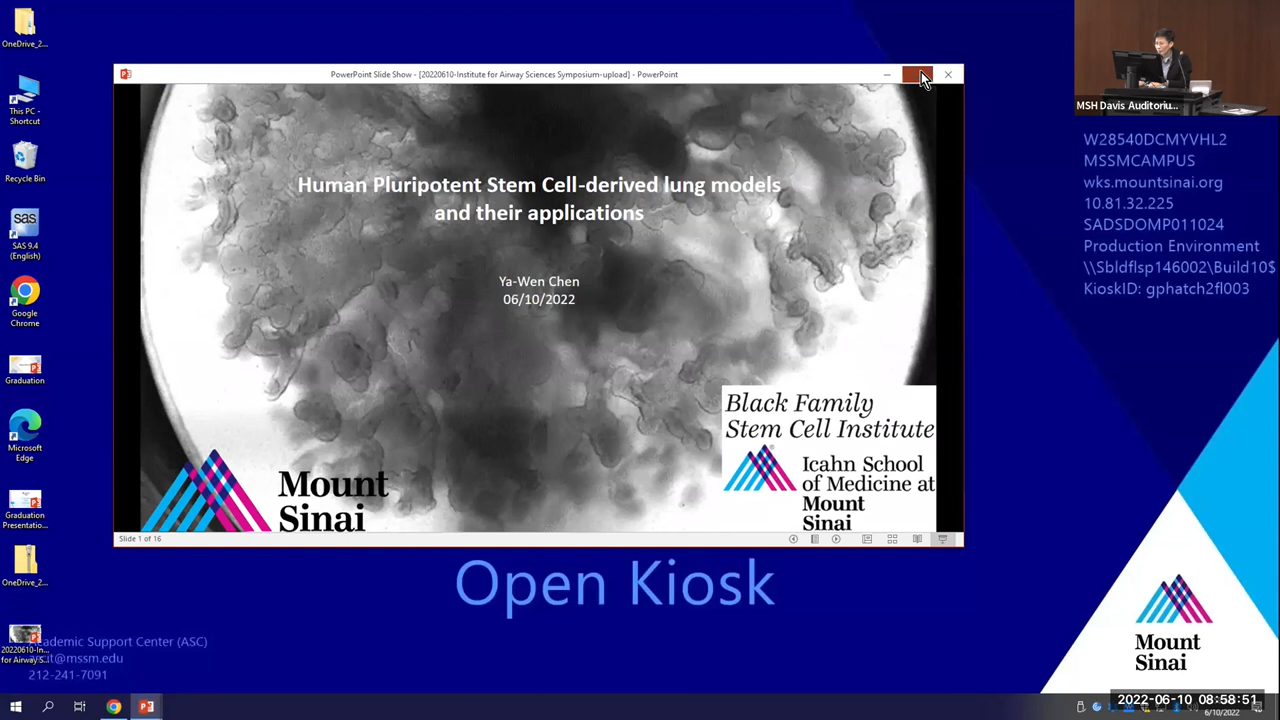 OneDrive_2...
This PC -
Shortcut
Recycle Bin
SAS
SAS 9.4
(English)
Google
Chrome
Graduation
Microsoft
Edge
Graduation
Presentatio...
OneDrive_2...
20220610-In...
for Airway S...
PowerPoint Slide Show - [20220610-Institute for Airway Sciences Symposium-upload] - PowerPoint
Human Pluripotent Stem Cell-derived lung models
and their applications
Ya-Wen Chen
06/10/2022
Mount
Sinai
Black Family
Stem Cell Institute
Icahn School
of Medicine at
Mount
Sinai
Slide 1 of 16
Open Kiosk
MSH Davis Auditoriu...
W28540DCMYVHL2
MSSMCAMPUS
wks.mountsinai.org
10.81.32.225
SADSDOMP011024
Production Environment
\\Sbldflsp146002\Build10$
KioskID: gphatch2fl003
Mount
Sinai
ademic Support Center (ASC)
212-241-7091
2022-06-10 08:58:51
6/10/2022